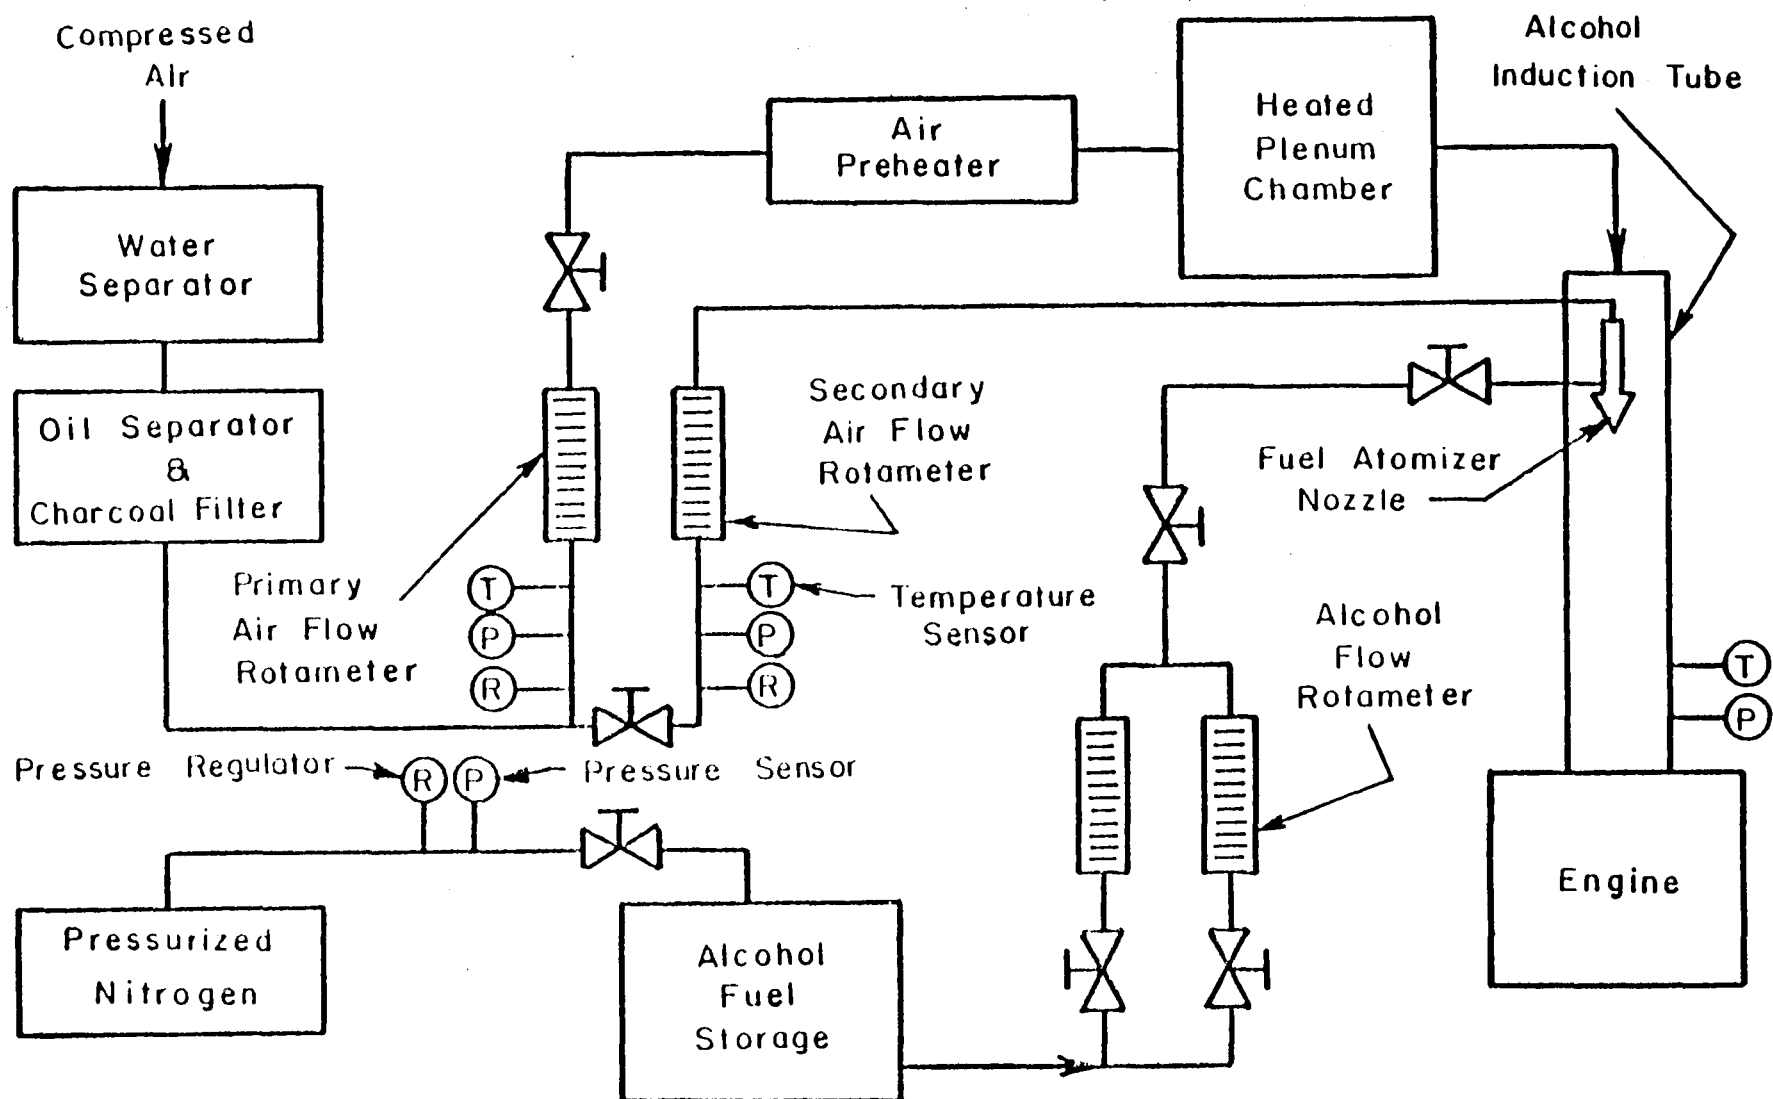 Compressed
Air
Water
Separator
Oil Separator
&
Charcoal Filter
Air
Preheater
Heated
Plenum
Chamber
Alcohol
Induction Tube
Secondary
Air Flow
Rotameter
Fuel Atomizer
Nozzle
Primary
Air Flow
Rotameter
T
P
R
T
P
R
Temperature
Sensor
Alcohol
Flow
Rotameter
T
P
Pressure Regulator
R
P
Pressure Sensor
Pressurized
Nitrogen
Alcohol
Fuel
Storage
Engine